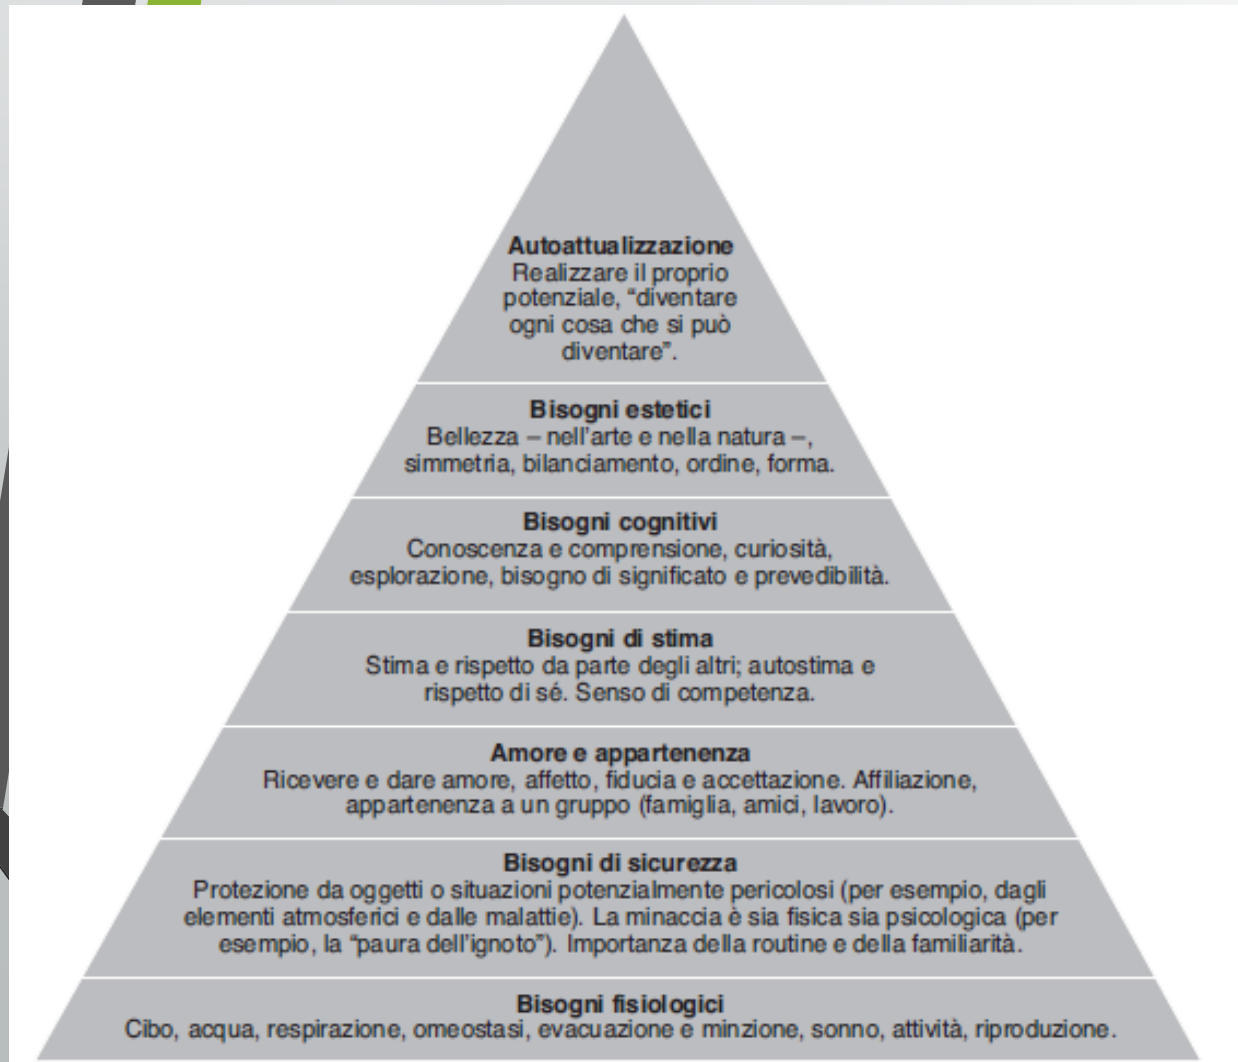 Autoattualizzazione
Realizzare il proprio
potenziale, “diventare
ogni cosa che si può
diventare”.
Bisogni estetici
Bellezza – nell’arte e nella natura –,
simmetria, bilanciamento, ordine, forma.
Bisogni cognitivi
Conoscenza e comprensione, curiosità,
esplorazione, bisogno di significato e prevedibilità.
Bisogni di stima
Stima e rispetto da parte degli altri; autostima e
rispetto di sé. Senso di competenza.
Amore e appartenenza
Ricevere e dare amore, affetto, fiducia e accettazione. Affiliazione,
appartenenza a un gruppo (famiglia, amici, lavoro).
Bisogni di sicurezza
Protezione da oggetti o situazioni potenzialmente pericolosi (per esempio, dagli
elementi atmosferici e dalle malattie). La minaccia è sia fisica sia psicologica (per
esempio, la “paura dell’ignoto”). Importanza della routine e della familiarità.
Bisogni fisiologici
Cibo, acqua, respirazione, omeostasi, evacuazione e minzione, sonno, attività, riproduzione.